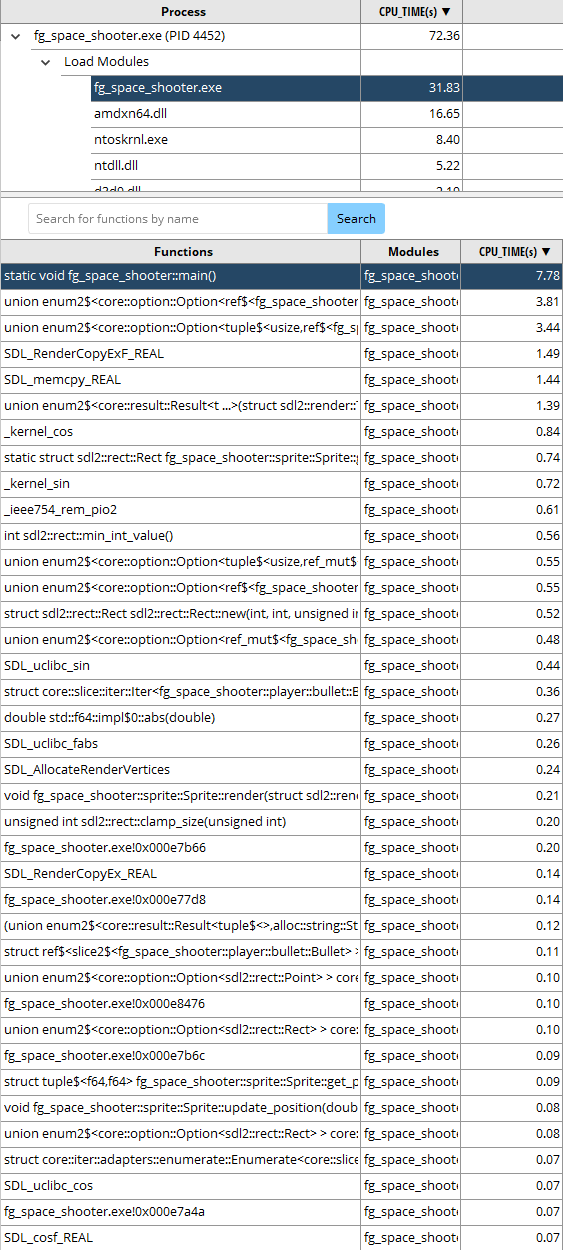 Process CPU_TIME(s) ▼
fg_space_shooter.exe (PID 4452) 72.36
Load Modules
fg_space_shooter.exe 31.83
amdxn64.dll 16.65
ntoskrnl.exe 8.40
ntdll.dll 5.22
d3d9.dll 2.19
Search for functions by name Search
Functions Modules CPU_TIME(s) ▼
static void fg_space_shooter::main() fg_space_shoot 7.78
union enum2$<core::option::Option<ref$<fg_space_shooter fg_space_shoot 3.81
union enum2$<core::option::Option<tuple$<usize,ref$<fg_s fg_space_shoot 3.44
SDL_RenderCopyExF_REAL fg_space_shoot 1.49
SDL_memcpy_REAL fg_space_shoot 1.44
union enum2$<core::result::Result<t ...>(struct sdl2::render:: fg_space_shoot 1.39
_kernel_cos fg_space_shoot 0.84
static struct sdl2::rect::Rect fg_space_shooter::sprite::Sprite:: fg_space_shoot 0.74
_kernel_sin fg_space_shoot 0.72
_ieee754_rem_pio2 fg_space_shoot 0.61
int sdl2::rect::min_int_value() fg_space_shoot 0.56
union enum2$<core::option::Option<tuple$<usize,ref_mut$ fg_space_shoot 0.55
union enum2$<core::option::Option<ref$<fg_space_shooter fg_space_shoot 0.55
struct sdl2::rect::Rect sdl2::rect::Rect::new(int, int, unsigned i fg_space_shoot 0.52
union enum2$<core::option::Option<ref_mut$<fg_space_sh fg_space_shoot 0.48
SDL_uclibc_sin fg_space_shoot 0.44
struct core::slice::iter::Iter<fg_space_shooter::player::bullet::B fg_space_shoot 0.36
double std::f64::impl$0::abs(double) fg_space_shoot 0.27
SDL_uclibc_fabs fg_space_shoot 0.26
SDL_AllocateRenderVertices fg_space_shoot 0.24
void fg_space_shooter::sprite::Sprite::render(struct sdl2::ren fg_space_shoot 0.21
unsigned int sdl2::rect::clamp_size(unsigned int) fg_space_shoot 0.20
fg_space_shooter.exe!0x000e7b66 fg_space_shoot 0.20
SDL_RenderCopyEx_REAL fg_space_shoot 0.14
fg_space_shooter.exe!0x000e77d8 fg_space_shoot 0.14
(union enum2$<core::result::Result<tuple$<>,alloc::string::St fg_space_shoot 0.12
struct ref$<slice2$<fg_space_shooter::player::bullet::Bullet> > fg_space_shoot 0.11
union enum2$<core::option::Option<sdl2::rect::Point> > core fg_space_shoot 0.10
fg_space_shooter.exe!0x000e8476 fg_space_shoot 0.10
union enum2$<core::option::Option<sdl2::rect::Rect> > core: fg_space_shoot 0.10
fg_space_shooter.exe!0x000e7b6c fg_space_shoot 0.09
struct tuple$<f64,f64> fg_space_shooter::sprite::Sprite::get_p fg_space_shoot 0.09
void fg_space_shooter::sprite::Sprite::update_position(doub fg_space_shoot 0.08
union enum2$<core::option::Option<sdl2::rect::Rect> > core: fg_space_shoot 0.08
struct core::iter::adapters::enumerate::Enumerate<core::slice fg_space_shoot 0.07
SDL_uclibc_cos fg_space_shoot 0.07
fg_space_shooter.exe!0x000e7a4a fg_space_shoot 0.07
SDL_cosf_REAL fg_space_shoot 0.07